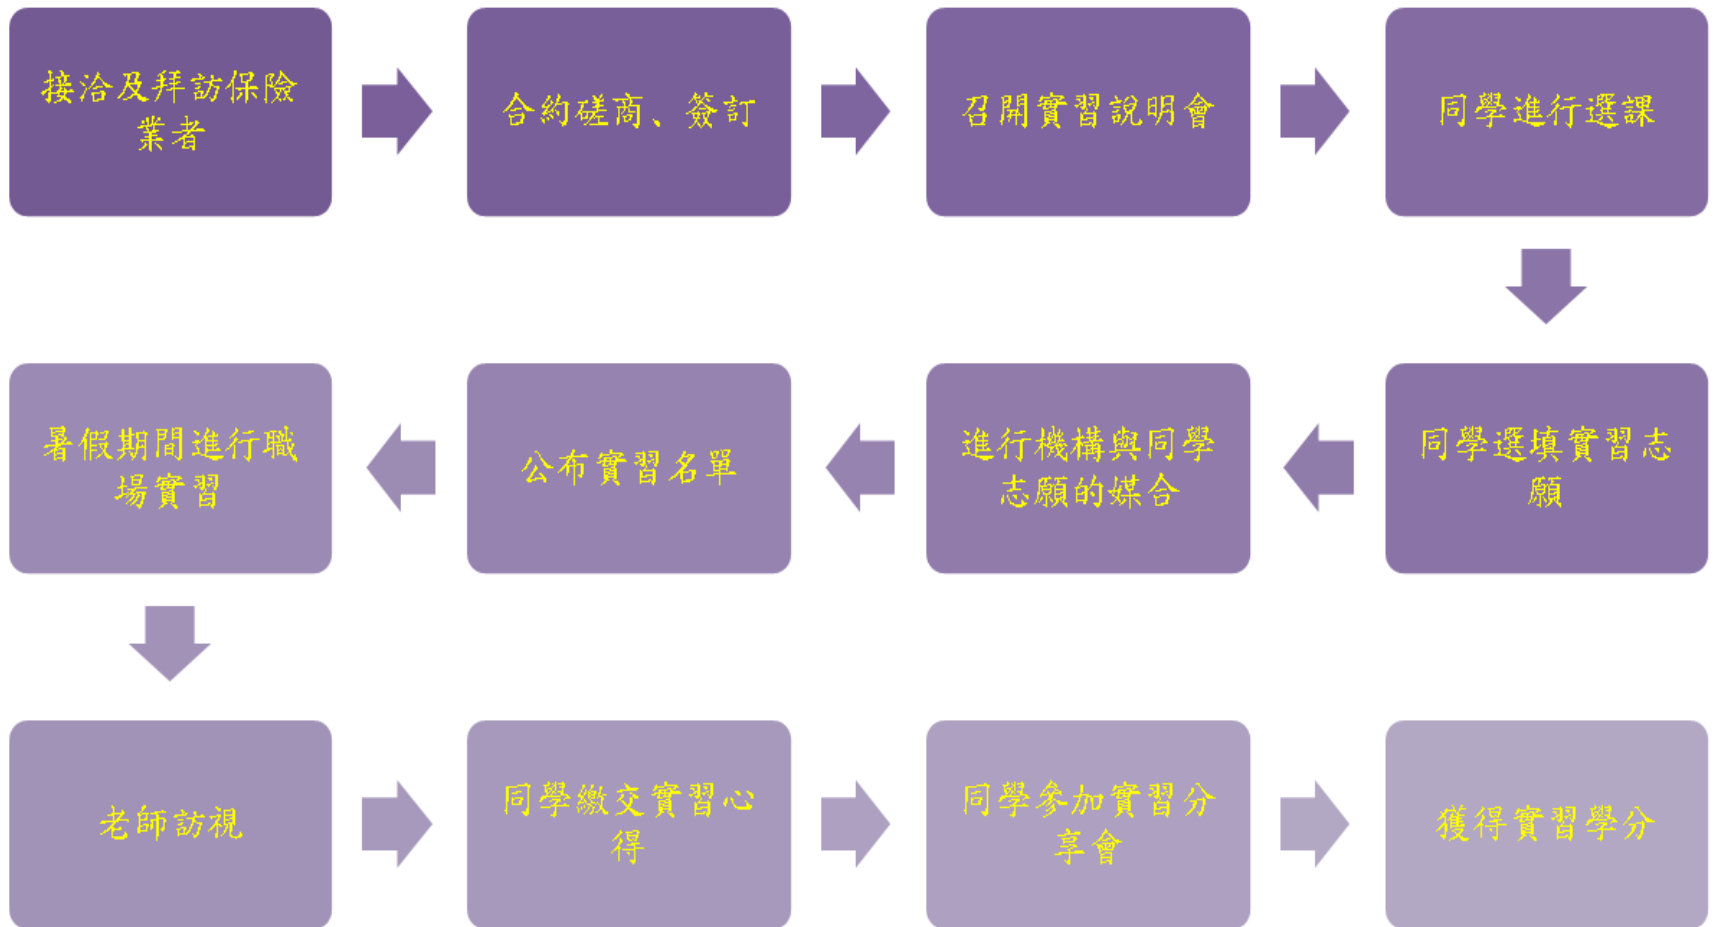 接洽及拜訪保險
業者
合約磋商、簽訂
召開實習說明會
同學進行選課
同學選填實習志
願
進行機構與同學
志願的媒合
公布實習名單
暑假期間進行職
場實習
老師訪視
同學繳交實習心
得
同學參加實習分
享會
獲得實習學分